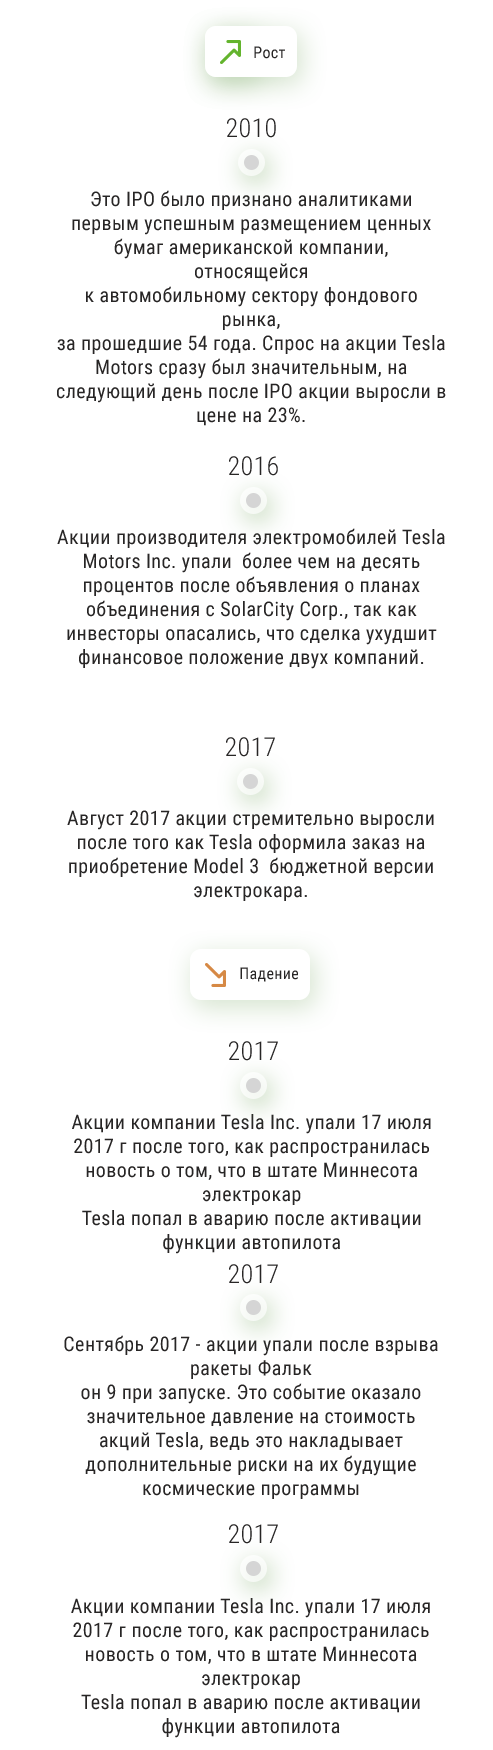 Рост
2010
Это IPO было признано аналитиками
первым успешным размещением ценных
бумаг американской компании,
относящейся
к автомобильному сектору фондового
рынка,
за прошедшие 54 года. Спрос на акции Tesla
Motors сразу был значительным, на
следующий день после IPO акции выросли в
цене на 23%.
2016
Акции производителя электромобилей Tesla
Motors Inc. упали  более чем на десять
процентов после объявления о планах
объединения с SolarCity Corp., так как
инвесторы опасались, что сделка ухудшит
финансовое положение двух компаний.
2017
Август 2017 акции стремительно выросли
после того как Tesla оформила заказ на
приобретение Model 3  бюджетной версии
электрокара.
Падение
2017
Акции компании Tesla Inc. упали 17 июля
2017 г после того, как распространилась
новость о том, что в штате Миннесота
электрокар
Tesla попал в аварию после активации
функции автопилота
2017
Сентябрь 2017 - акции упали после взрыва
ракеты Фальк
он 9 при запуске. Это событие оказало
значительное давление на стоимость
акций Tesla, ведь это накладывает
дополнительные риски на их будущие
космические программы
2017
Акции компании Tesla Inc. упали 17 июля
2017 г после того, как распространилась
новость о том, что в штате Миннесота
электрокар
Tesla попал в аварию после активации
функции автопилота